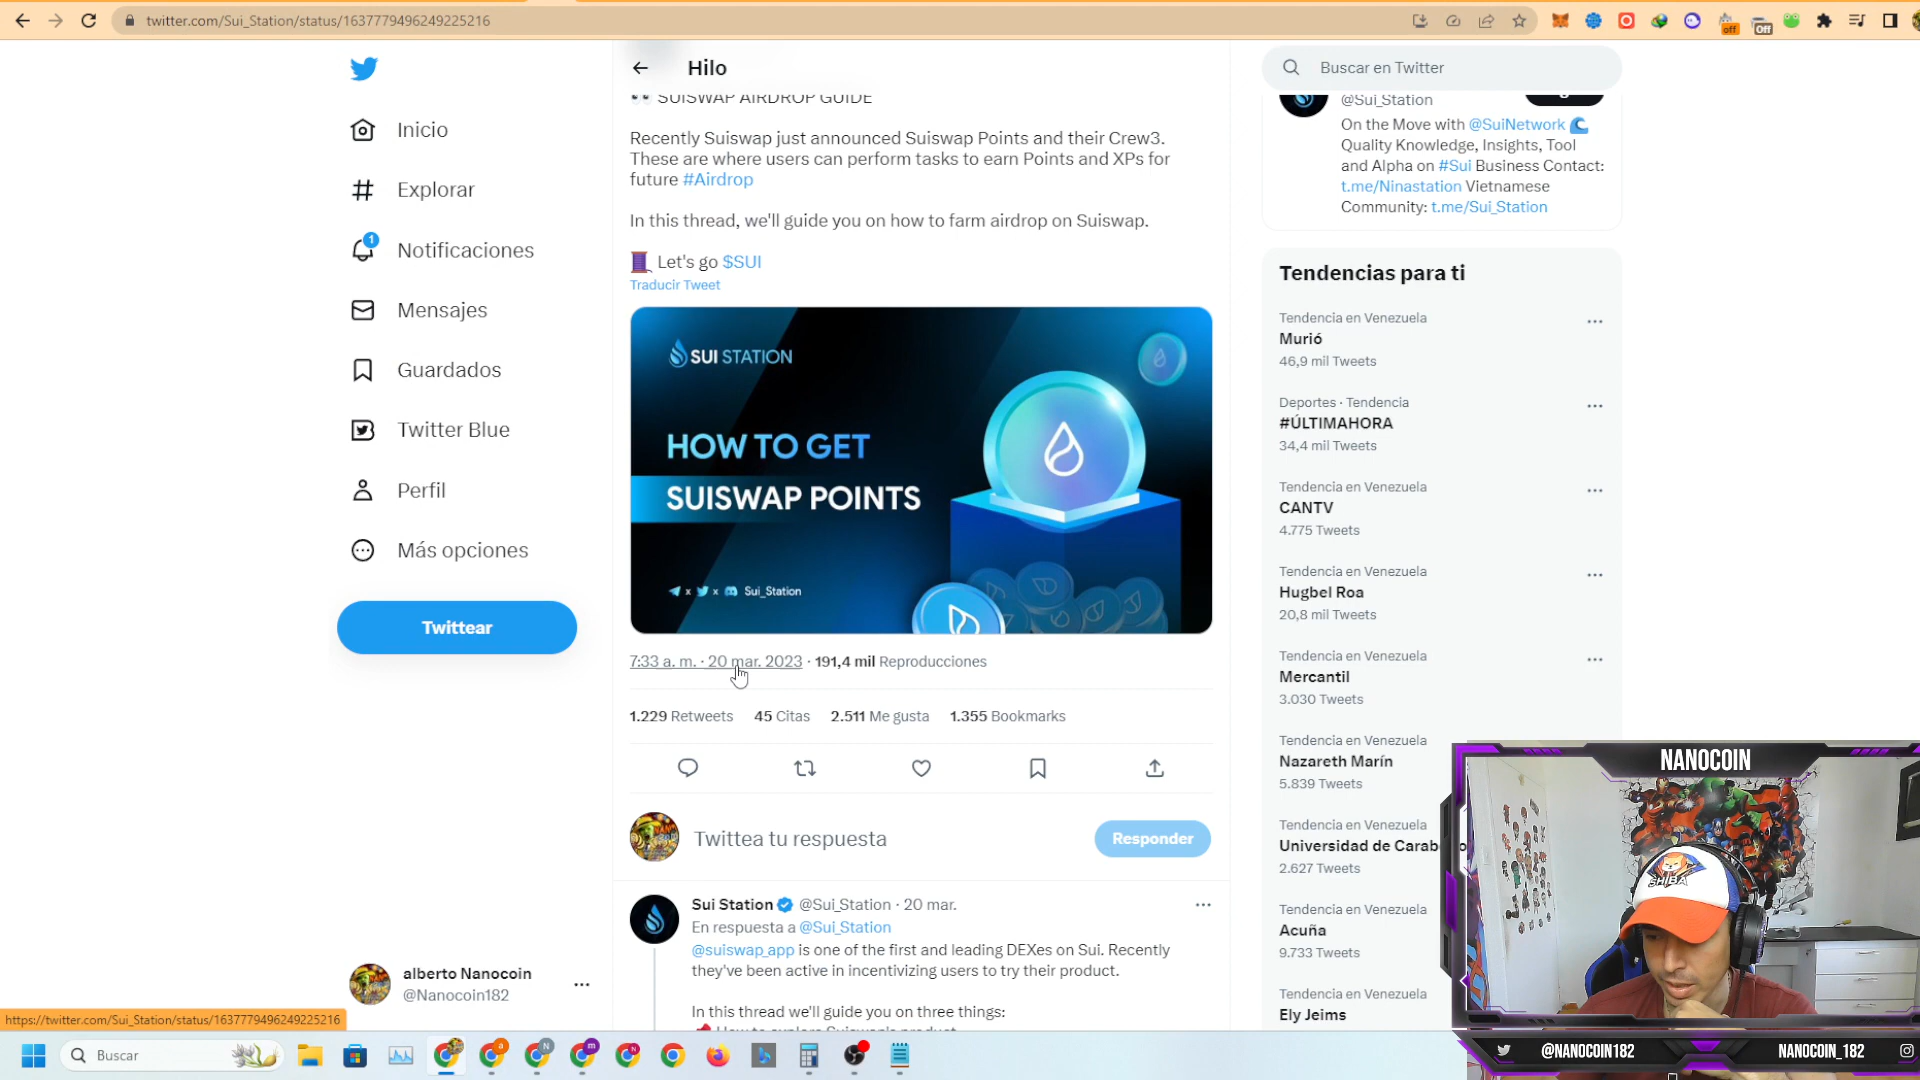 twitter.com/Sui_Station/status/1637779496249225216
off
Off
Inicio
Explorar
1
Notificaciones
Mensajes
Guardados
Twitter Blue
Perfil
Más opciones
Twittear
alberto Nanocoin
@Nanocoin182
Hilo
SUISWAP AIRDROP GUIDE
Recently Suiswap just announced Suiswap Points and their Crew3.
These are where users can perform tasks to earn Points and XPs for
future #Airdrop
In this thread, we'll guide you on how to farm airdrop on Suiswap.
Let's go $SUI
Traducir Tweet
SUI STATION
HOW TO GET
SUISWAP POINTS
x x Sui_Station
7:33 a. m. · 20 mar. 2023 · 191,4 mil Reproducciones
1.229 Retweets 45 Citas 2.511 Me gusta 1.355 Bookmarks
Twittea tu respuesta
Responder
Sui Station @Sui_Station · 20 mar.
En respuesta a @Sui_Station
@suiswap_app is one of the first and leading DEXes on Sui. Recently
they've been active in incentivizing users to try their product.
In this thread we'll guide you on three things:
How to explore Suiswap's product
Buscar en Twitter
@Sui_Station
On the Move with @SuiNetwork
Quality Knowledge, Insights, Tool
and Alpha on #Sui Business Contact:
t.me/Ninastation Vietnamese
Community: t.me/Sui_Station
Tendencias para ti
Tendencia en Venezuela
Murió
46,9 mil Tweets
Deportes · Tendencia
#ÚLTIMAHORA
34,4 mil Tweets
Tendencia en Venezuela
CANTV
4.775 Tweets
Tendencia en Venezuela
Hugbel Roa
20,8 mil Tweets
Tendencia en Venezuela
Mercantil
3.030 Tweets
Tendencia en Venezuela
Nazareth Marín
5.839 Tweets
Tendencia en Venezuela
Universidad de Carab o
2.627 Tweets
Tendencia en Venezuela
Acuña
9.733 Tweets
Tendencia en Venezuela
Ely Jeims
NANOCOIN
SHIBA
@NANOCOIN182
NANOCOIN_182
https://twitter.com/Sui_Station/status/1637779496249225216
Buscar